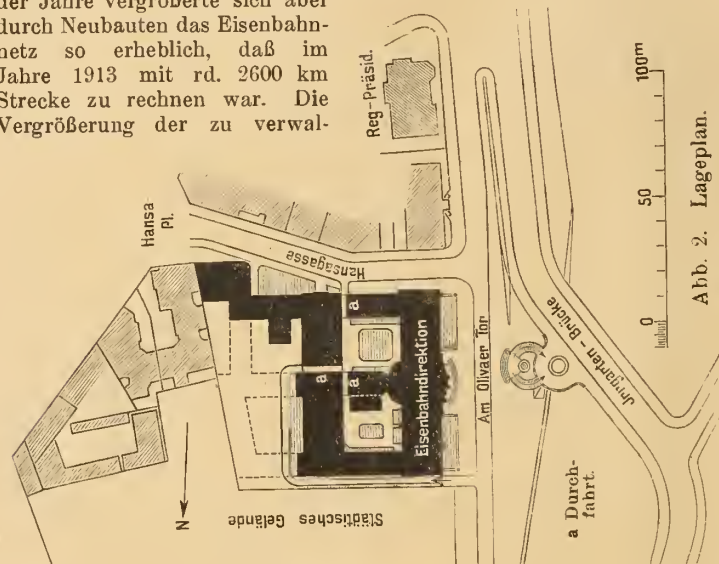 der Jahre vergrößerte sich aber
durch Neubauten das Eisenbahn-
netz so erheblich, daß im
Jahre 1913 mit rd. 2600 km
Strecke zu rechnen war. Die
Vergrößerung der zu verwal-
Reg-Präsid.
Hansa
Pl.
Hansagasse
a
a
a
Eisenbahndirektion
Am Olivaer Tor
Irrgarten-Brücke
N
Städtisches Gelände
a Durch-
fahrt.
0 50 100m
Abb. 2. Lageplan.